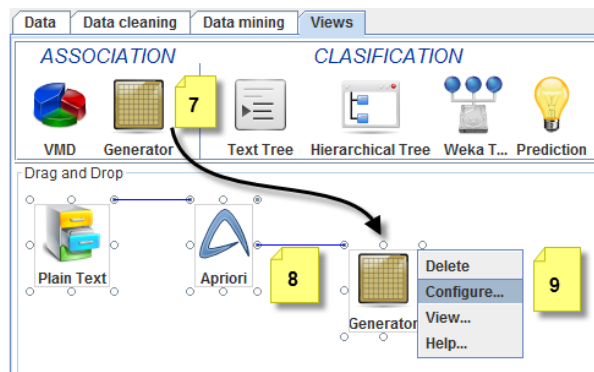 Data Data cleaning Data mining Views
ASSOCIATION CLASIFICATION
7
VMD Generator Text Tree Hierarchical Tree Weka T... Prediction
Drag and Drop
Plain Text Apriori 8 Generator
Delete
Configure...
View...
Help...
9